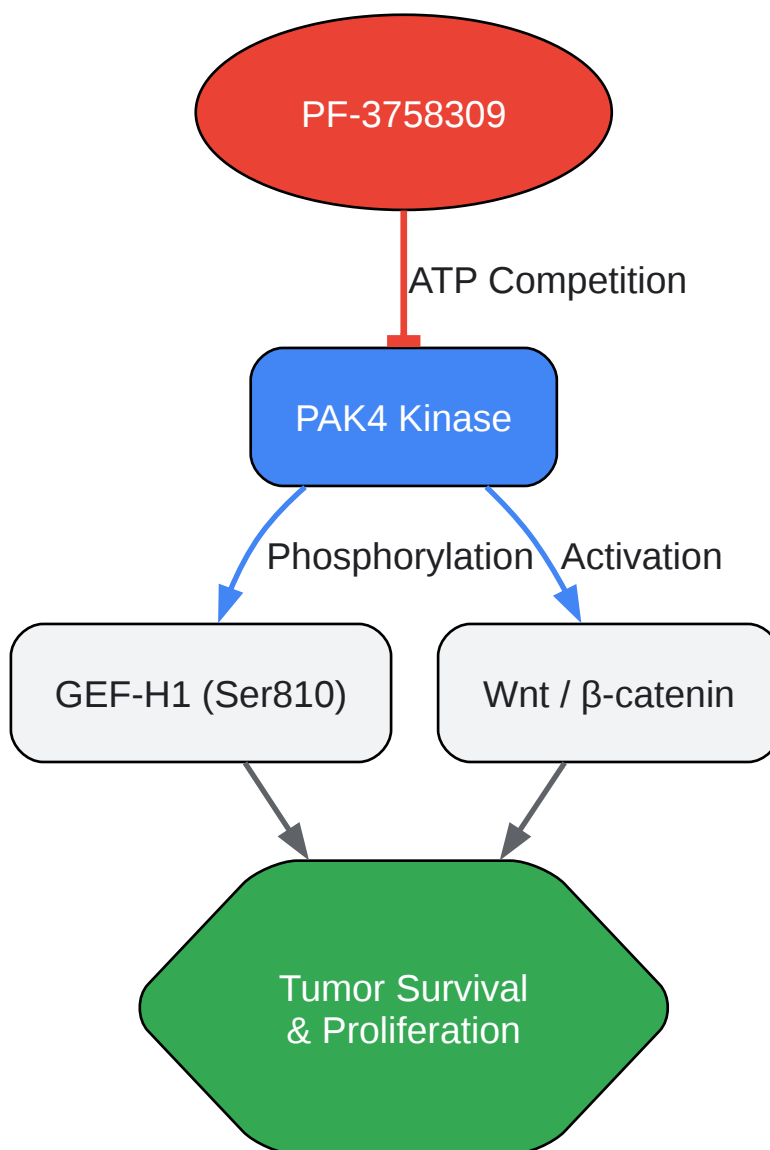 PF-3758309
ATP Competition
PAK4 Kinase
Phosphorylation
Activation
GEF-H1 (Ser810)
Wnt / β-catenin
Tumor Survival
& Proliferation